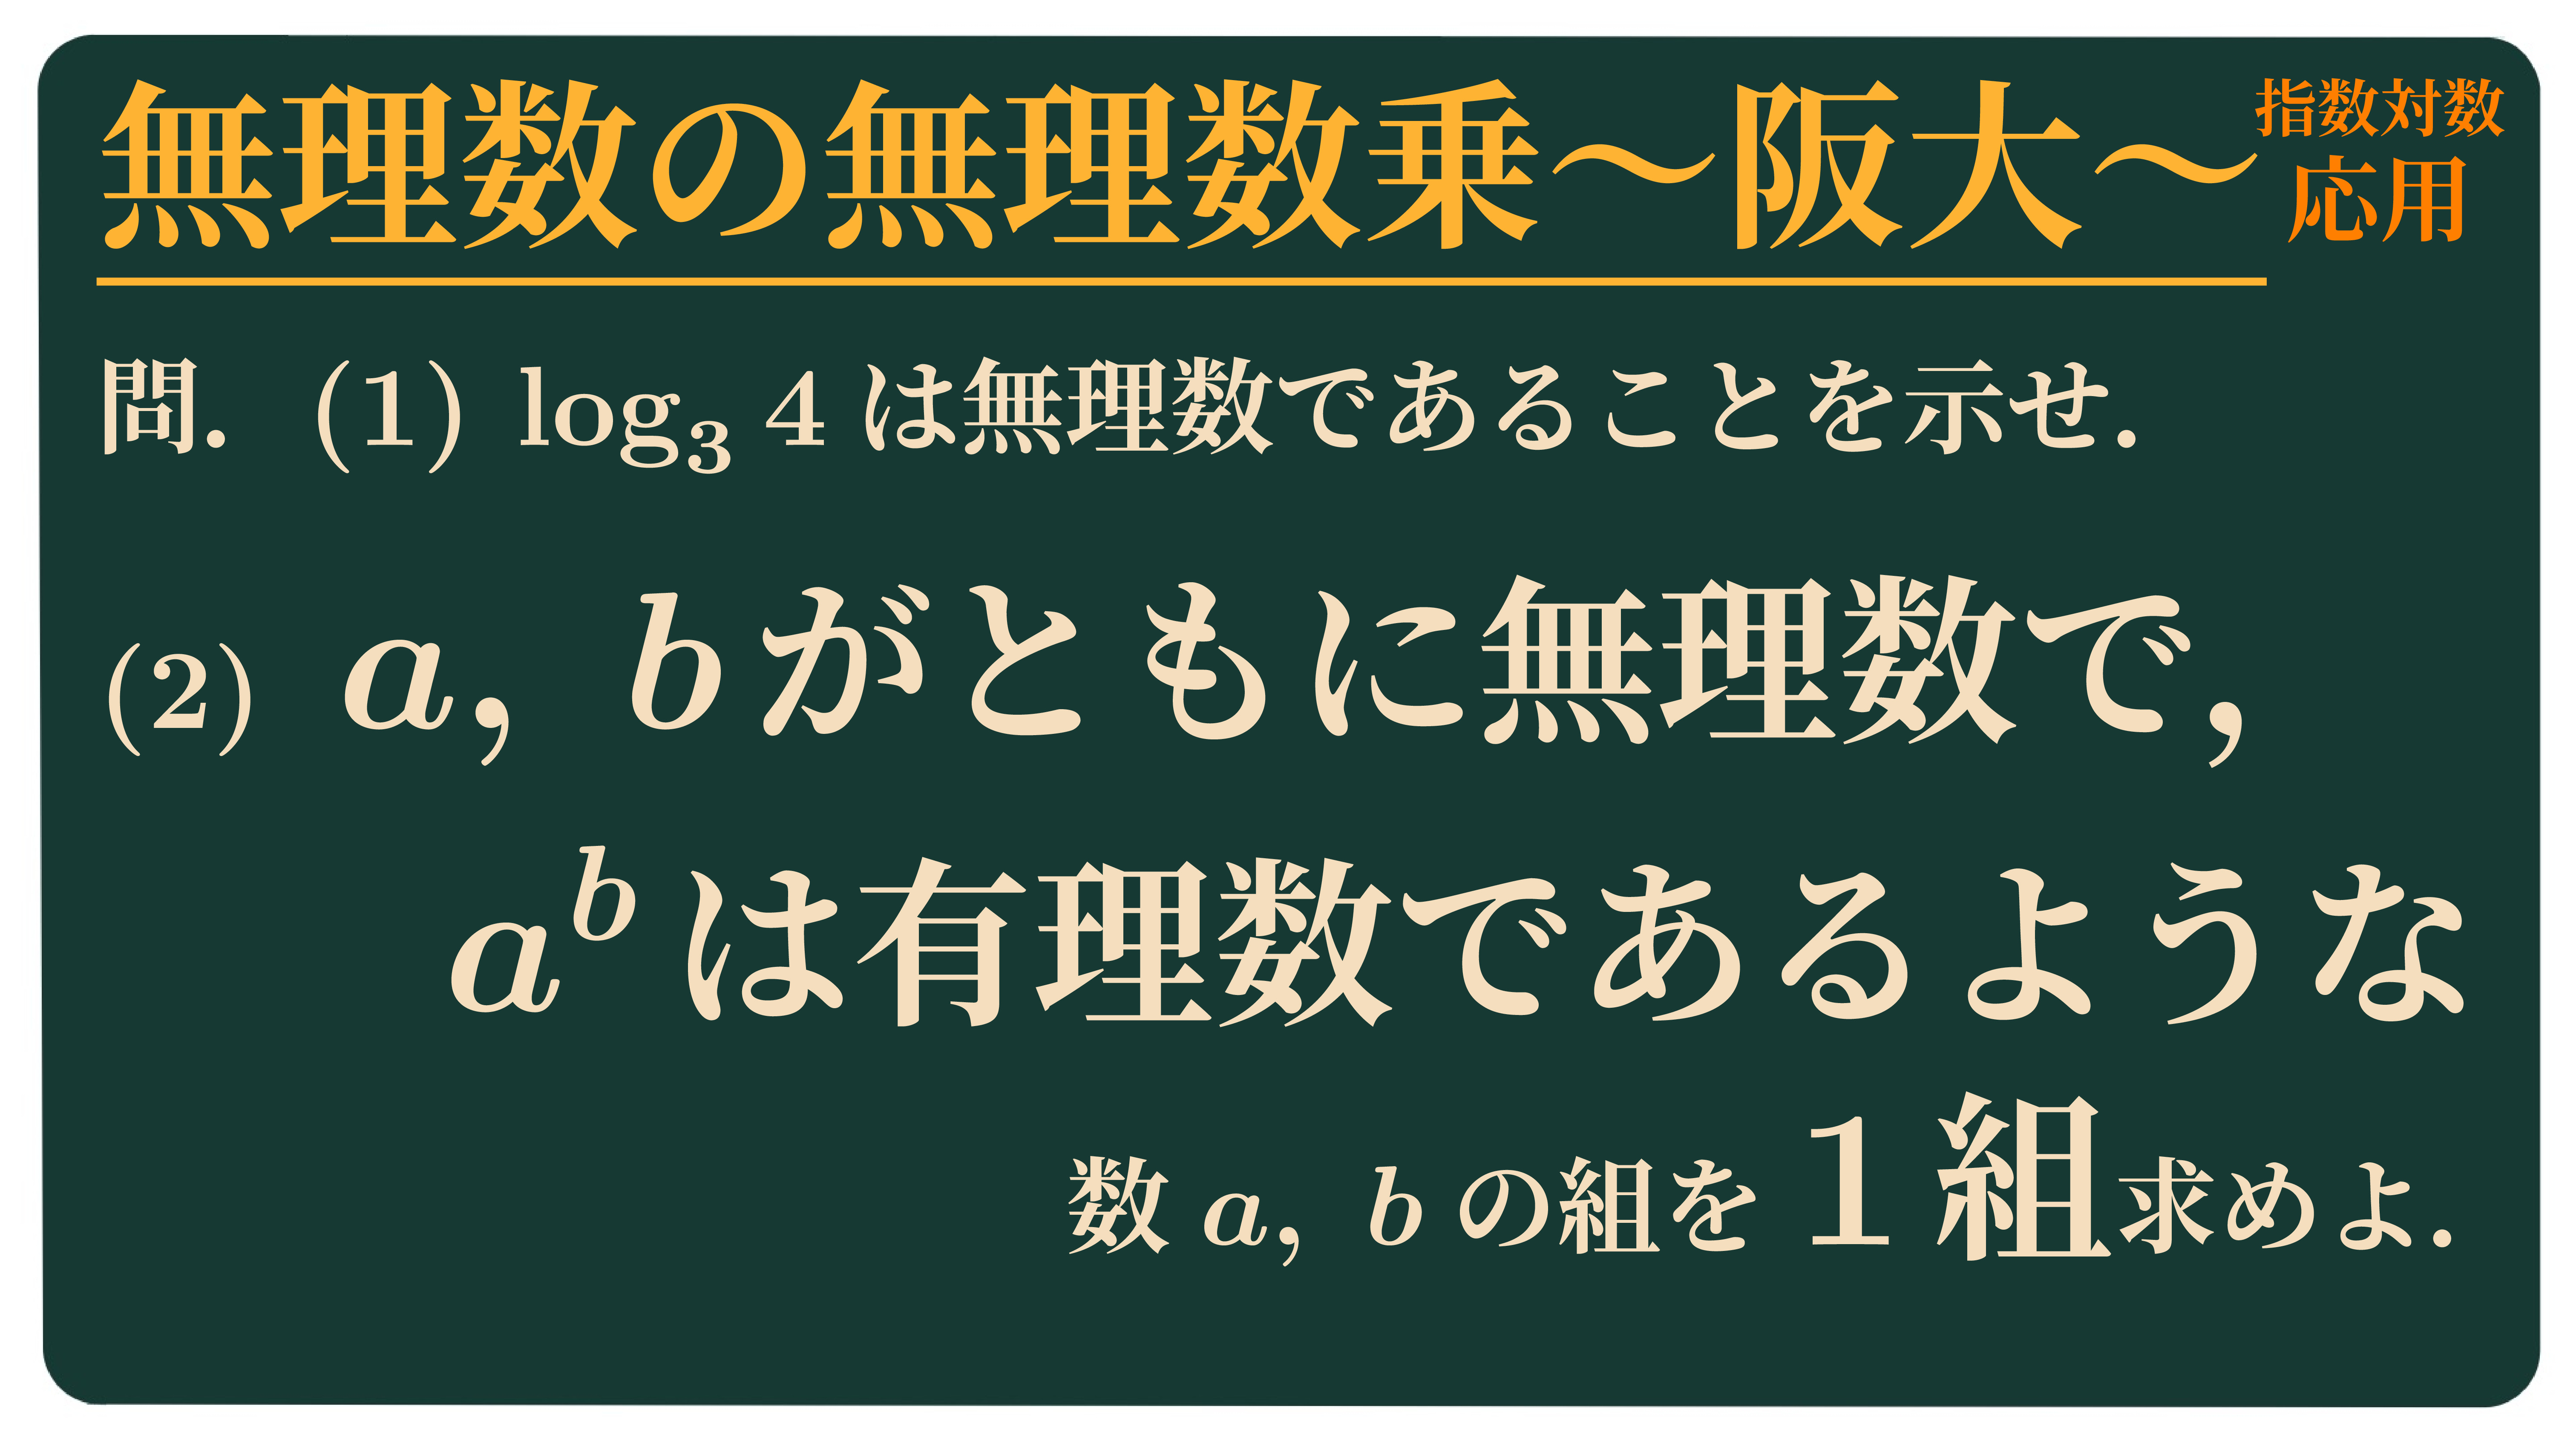 無理数の無理数乗〜阪大〜
指数対数
応用
問. (1) log₃ 4 は無理数であることを示せ.
(2) a, b がともに無理数で,
aᵇ は有理数であるような
数 a, b の組を 1 組求めよ.